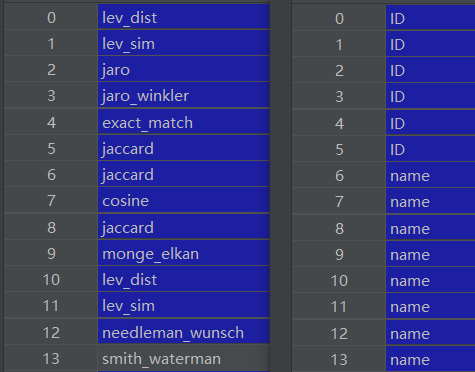 0 lev_dist 0 ID
1 lev_sim 1 ID
2 jaro 2 ID
3 jaro_winkler 3 ID
4 exact_match 4 ID
5 jaccard 5 ID
6 jaccard 6 name
7 cosine 7 name
8 jaccard 8 name
9 monge_elkan 9 name
10 lev_dist 10 name
11 lev_sim 11 name
12 needleman_wunsch 12 name
13 smith_waterman 13 name